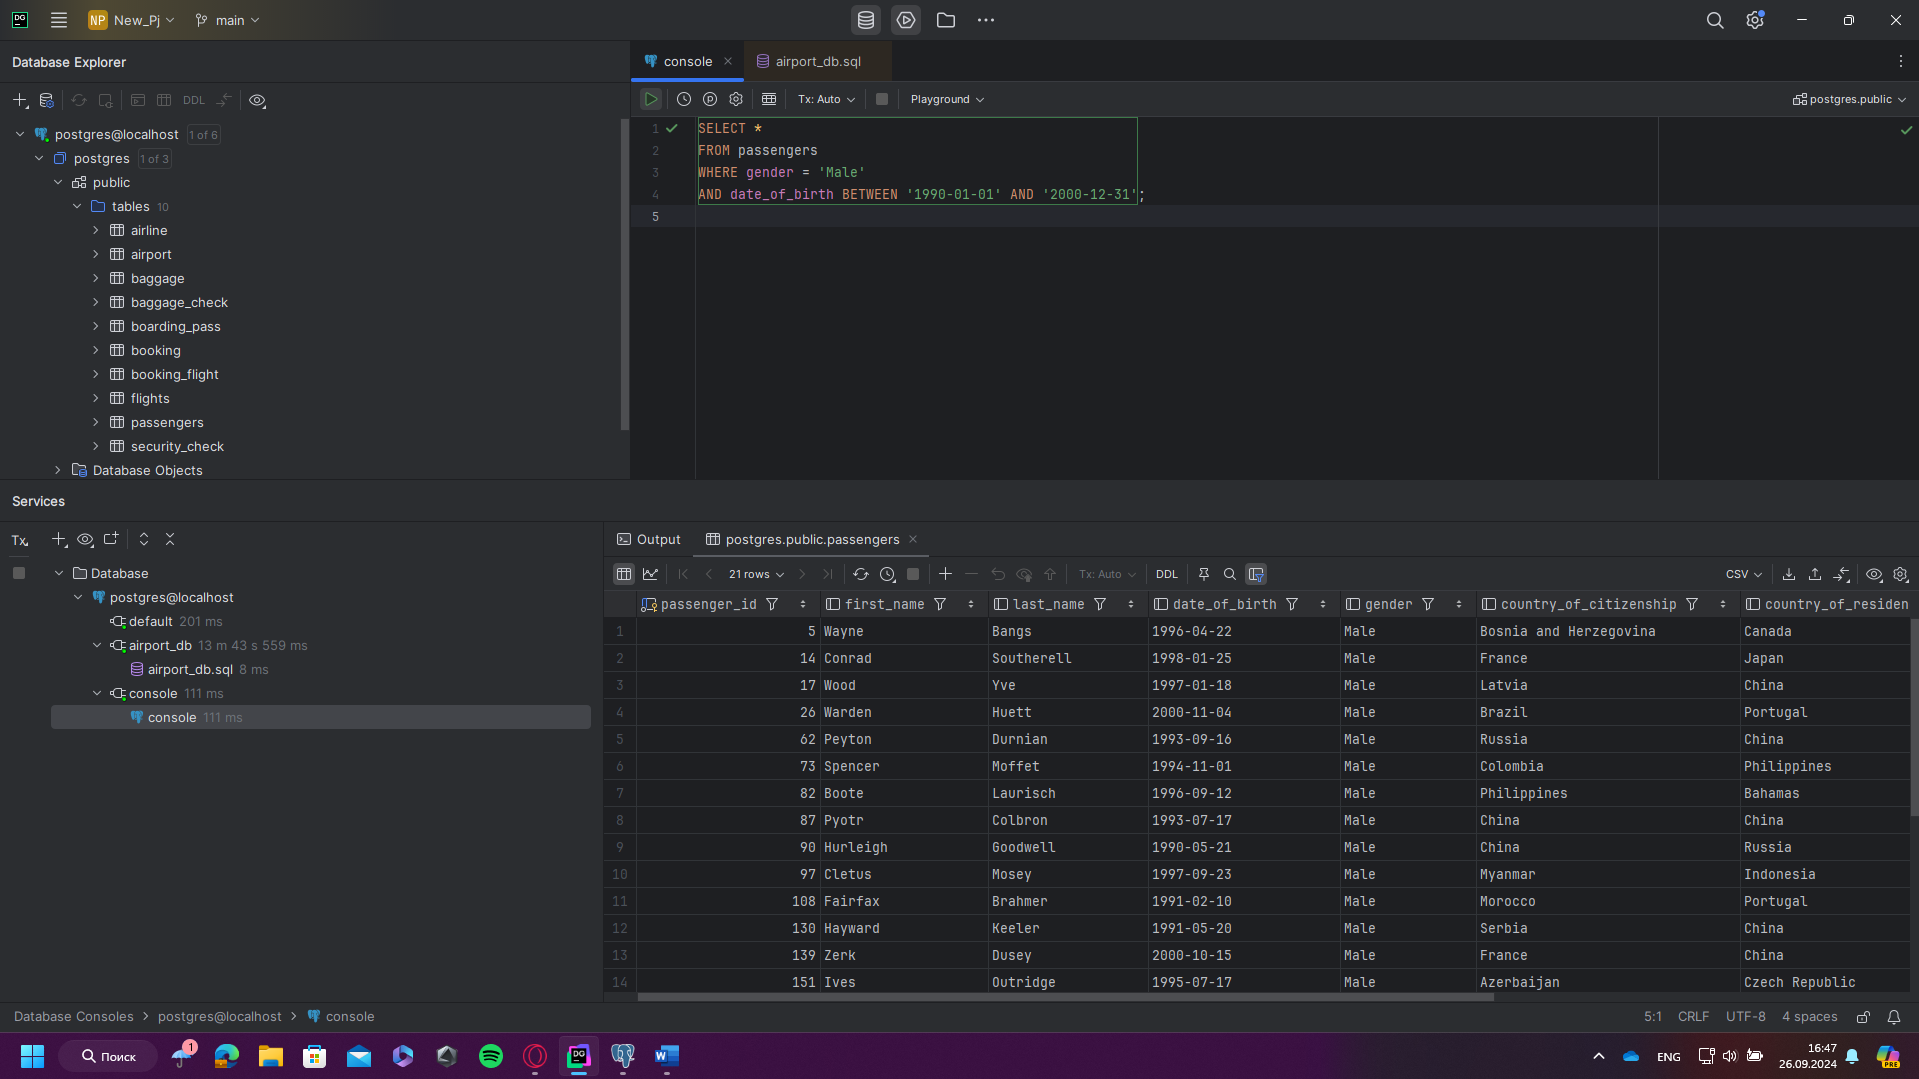 DG
NP New_Pj main
Database Explorer
console
airport_db.sql
DDL
Tx: Auto
Playground
postgres.public
postgres@localhost 1 of 6
postgres 1 of 3
public
tables 10
airline
airport
baggage
baggage_check
boarding_pass
booking
booking_flight
flights
passengers
security_check
Database Objects
1 SELECT *
2 FROM passengers
3 WHERE gender = 'Male'
4 AND date_of_birth BETWEEN '1990-01-01' AND '2000-12-31';
5
Services
Tx
Database
postgres@localhost
default 201 ms
airport_db 13 m 43 s 559 ms
airport_db.sql 8 ms
console 111 ms
console 111 ms
Output postgres.public.passengers
21 rows Tx: Auto DDL CSV
passenger_id first_name last_name date_of_birth gender country_of_citizenship country_of_residen
1 5 Wayne Bangs 1996-04-22 Male Bosnia and Herzegovina Canada
2 14 Conrad Southerell 1998-01-25 Male France Japan
3 17 Wood Yve 1997-01-18 Male Latvia China
4 26 Warden Huett 2000-11-04 Male Brazil Portugal
5 62 Peyton Durnian 1993-09-16 Male Russia China
6 73 Spencer Moffet 1994-11-01 Male Colombia Philippines
7 82 Boote Laurisch 1996-09-12 Male Philippines Bahamas
8 87 Pyotr Colbron 1993-07-17 Male China China
9 90 Hurleigh Goodwell 1990-05-21 Male China Russia
10 97 Cletus Mosey 1997-09-23 Male Myanmar Indonesia
11 108 Fairfax Brahmer 1991-02-10 Male Morocco Portugal
12 130 Hayward Keeler 1991-05-20 Male Serbia China
13 139 Zerk Dusey 2000-10-15 Male France China
14 151 Ives Outridge 1995-07-17 Male Azerbaijan Czech Republic
Database Consoles > postgres@localhost > console
5:1 CRLF UTF-8 4 spaces
Поиск
1
DG
ENG
16:47
26.09.2024
PRE